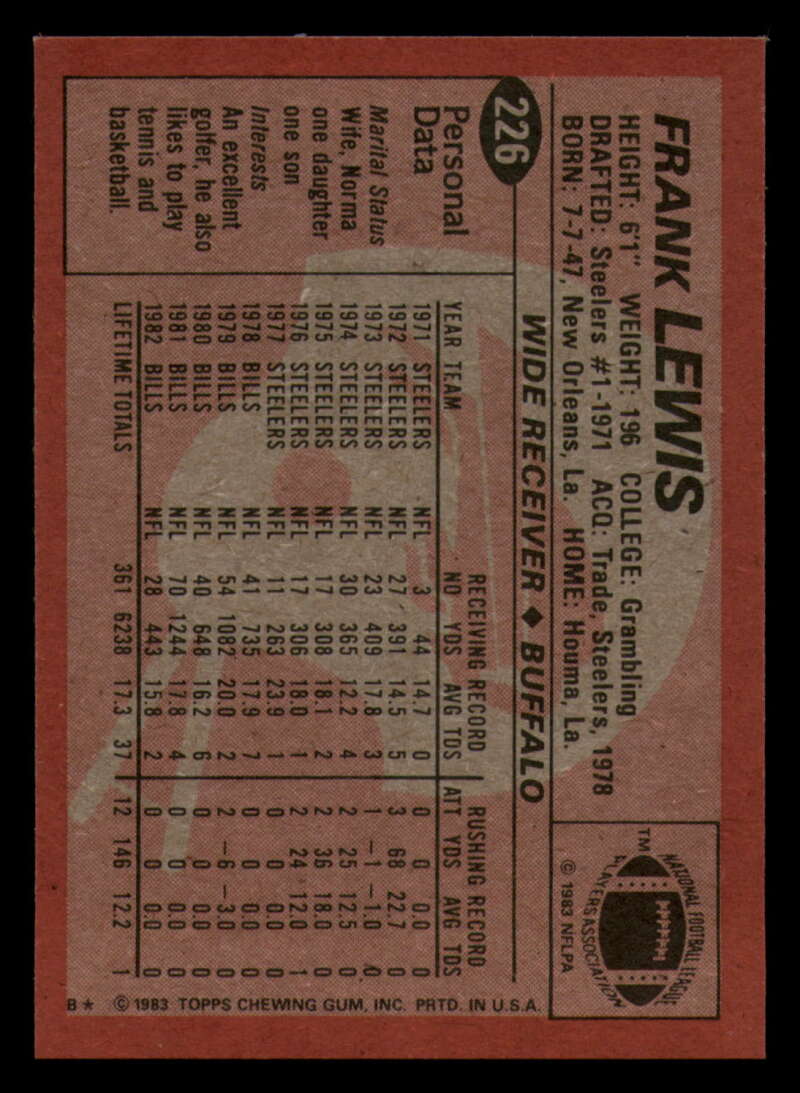 FRANK LEWIS
HEIGHT: 6'1" WEIGHT: 196 COLLEGE: Grambling
DRAFTED: Steelers #1-1971 ACQ: Trade, Steelers, 1978
BORN: 7-7-47, New Orleans, La. HOME: Houma, La.
NATIONAL FOOTBALL LEAGUE
PLAYERS ASSOCIATION
TM
© 1983 NFLPA
226
WIDE RECEIVER ♦ BUFFALO
Personal
Data
Marital Status
Wife, Norma
one daughter
one son
Interests
An excellent
golfer, he also
likes to play
tennis and
basketball.
RECEIVING RECORD RUSHING RECORD
YEAR TEAM NO YDS AVG TDS ATT YDS AVG TDS
1971 STEELERS NFL 3 44 14.7 0 0 0 0.0 0
1972 STEELERS NFL 27 391 14.5 5 3 68 22.7 0
1973 STEELERS NFL 23 409 17.8 3 1 -1 -1.0 0
1974 STEELERS NFL 30 365 12.2 4 2 25 12.5 0
1975 STEELERS NFL 17 308 18.1 2 2 36 18.0 0
1976 STEELERS NFL 17 306 18.0 1 2 24 12.0 1
1977 STEELERS NFL 11 263 23.9 1 0 0 0.0 0
1978 BILLS NFL 41 735 17.9 7 0 0 0.0 0
1979 BILLS NFL 54 1082 20.0 2 2 -6 -3.0 0
1980 BILLS NFL 40 648 16.2 6 0 0 0.0 0
1981 BILLS NFL 70 1244 17.8 4 0 0 0.0 0
1982 BILLS NFL 28 443 15.8 2 0 0 0.0 0
LIFETIME TOTALS 361 6238 17.3 37 12 146 12.2 1
B* © 1983 TOPPS CHEWING GUM, INC. PRTD. IN U.S.A.